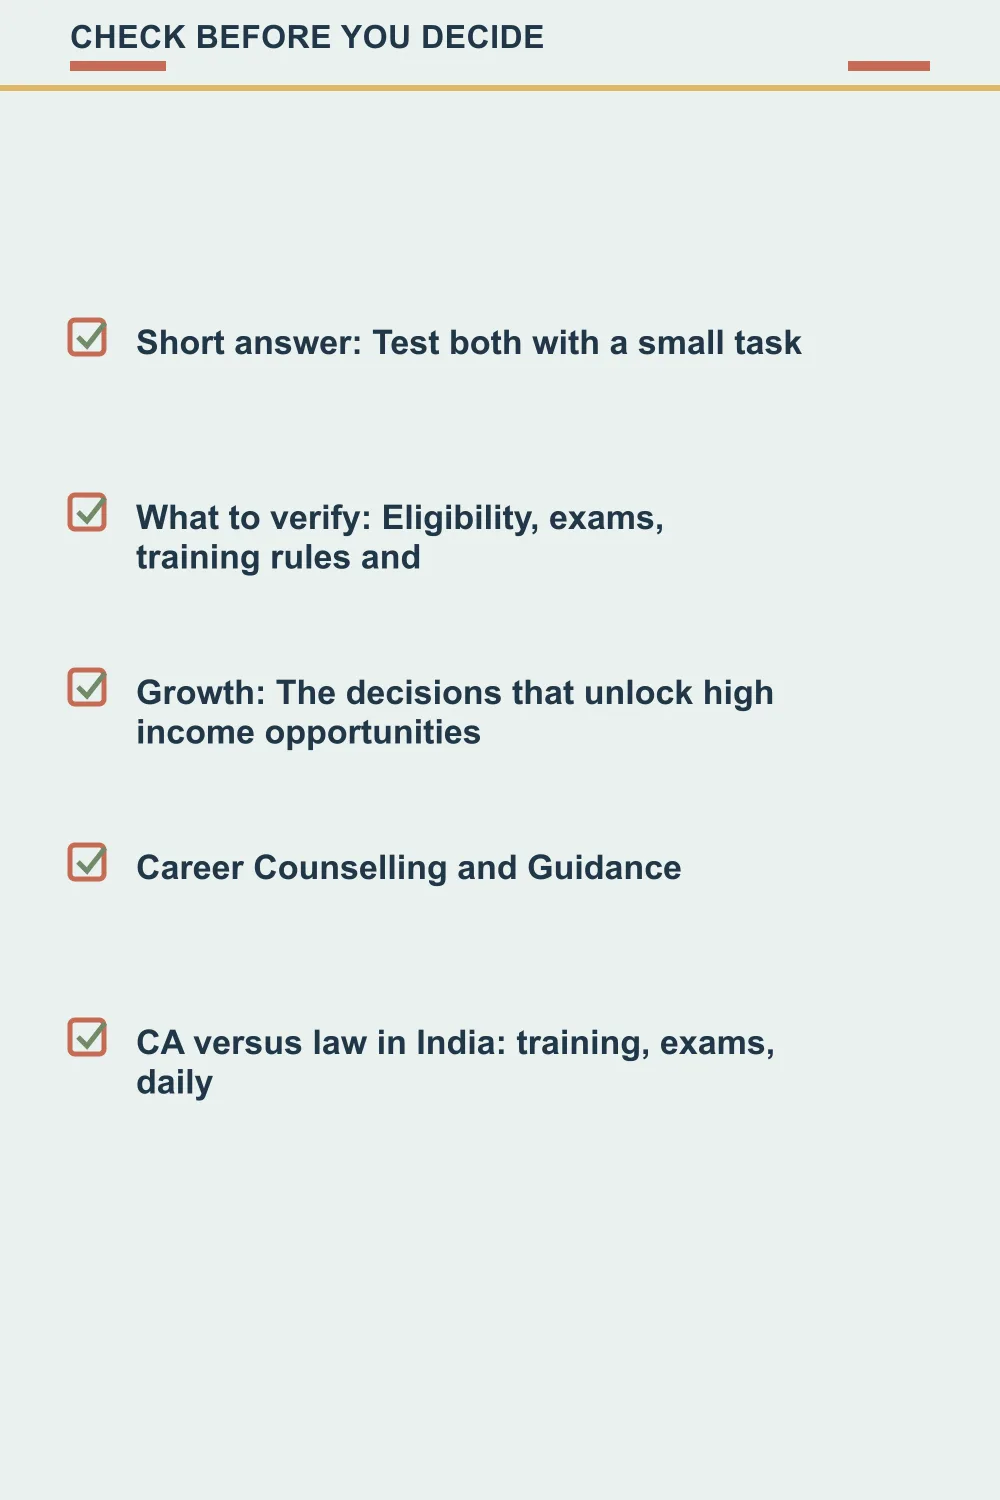 CHECK BEFORE YOU DECIDE
Short answer: Test both with a small task
What to verify: Eligibility, exams,
training rules and
Growth: The decisions that unlock high
income opportunities
Career Counselling and Guidance
CA versus law in India: training, exams,
daily